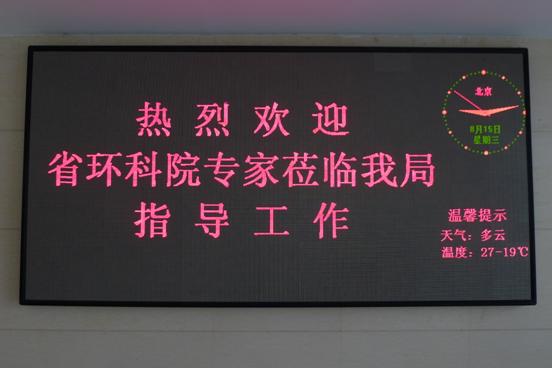 热烈欢迎
省环科院专家莅临我局
指导工作
北京
8月15日
星期三
温馨提示
天气：多云
温度：27-19℃